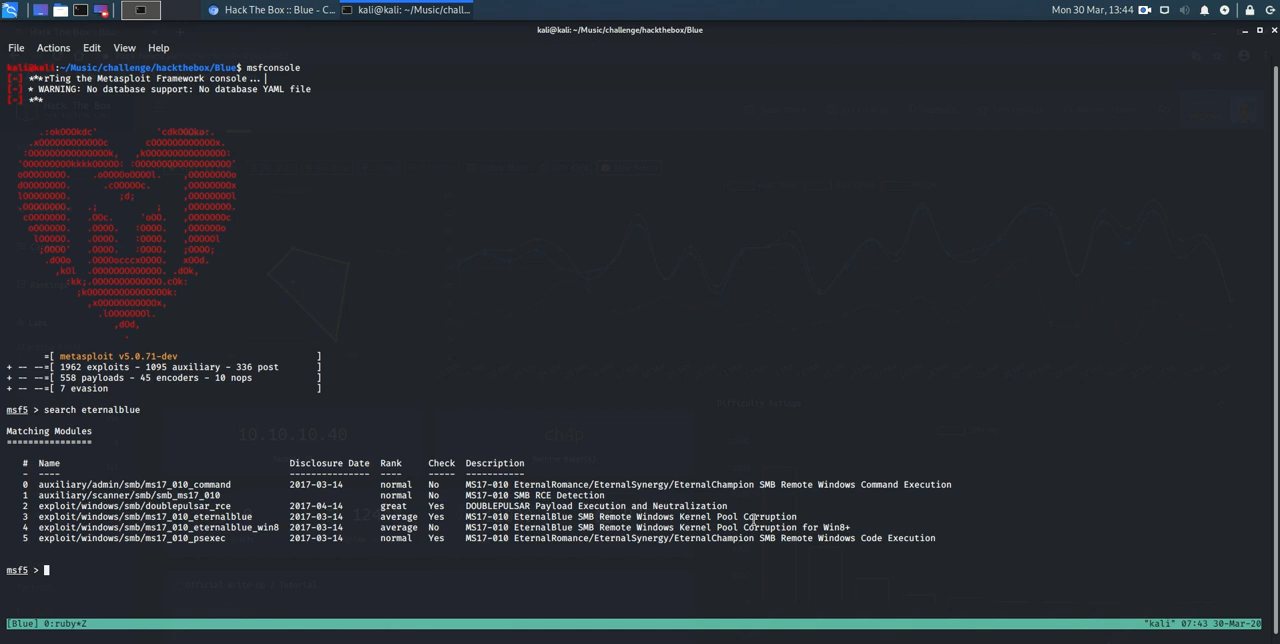 Hack The Box :: Blue - C...
kali@kali: ~/Music/chall...
Mon 30 Mar, 13:44
kali@kali: ~/Music/challenge/hackthebox/Blue
File Actions Edit View Help
kali@kali:~/Music/challenge/hackthebox/Blue$ msfconsole
[-] ***rTing the Metasploit Framework console...|
[-] * WARNING: No database support: No database YAML file
[-] ***
=[ metasploit v5.0.71-dev ]
+ -- --=[ 1962 exploits - 1095 auxiliary - 336 post ]
+ -- --=[ 558 payloads - 45 encoders - 10 nops ]
+ -- --=[ 7 evasion ]
msf5 > search eternalblue
Matching Modules
================
# Name Disclosure Date Rank Check Description
- ---- --------------- ---- ----- -----------
0 auxiliary/admin/smb/ms17_010_command 2017-03-14 normal No MS17-010 EternalRomance/EternalSynergy/EternalChampion SMB Remote Windows Command Execution
1 auxiliary/scanner/smb/smb_ms17_010 normal No MS17-010 SMB RCE Detection
2 exploit/windows/smb/doublepulsar_rce 2017-04-14 great Yes DOUBLEPULSAR Payload Execution and Neutralization
3 exploit/windows/smb/ms17_010_eternalblue 2017-03-14 average Yes MS17-010 EternalBlue SMB Remote Windows Kernel Pool Corruption
4 exploit/windows/smb/ms17_010_eternalblue_win8 2017-03-14 average No MS17-010 EternalBlue SMB Remote Windows Kernel Pool Corruption for Win8+
5 exploit/windows/smb/ms17_010_psexec 2017-03-14 normal Yes MS17-010 EternalRomance/EternalSynergy/EternalChampion SMB Remote Windows Code Execution
10.10.10.40
ch4p
msf5 >
[Blue] 0:ruby*Z "kali" 07:43 30-Mar-20